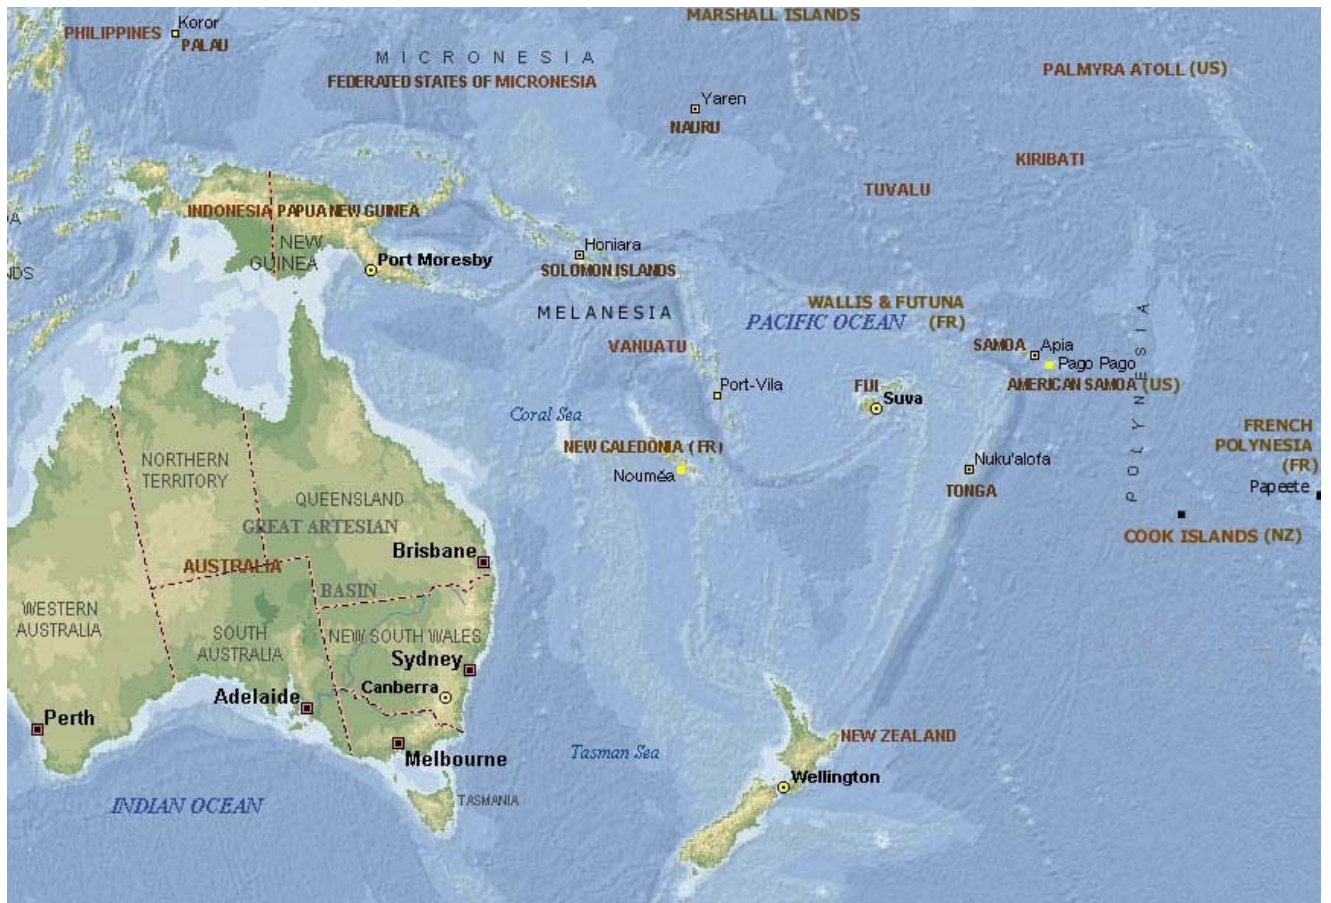 MARSHALL ISLANDS
Koror
PHILIPPINES
PALAU
MICRONESIA
FEDERATED STATES OF MICRONESIA
PALMYRA ATOLL (US)
Yaren
NAURU
KIRIBATI
TUVALU
INDONESIA
PAPUA NEW GUINEA
NEW
GUINEA
Port Moresby
Honiara
SOLOMON ISLANDS
NDS
MELANESIA
WALLIS & FUTUNA
(FR)
PACIFIC OCEAN
VANUATU
SAMOA
Apia
Pago Pago
AMERICAN SAMOA (US)
POLYNESIA
Port-Vila
FIJI
Suva
Coral Sea
NEW CALEDONIA (FR)
Nouméa
Nuku'alofa
TONGA
FRENCH
POLYNESIA
(FR)
Papeete
COOK ISLANDS (NZ)
NORTHERN
TERRITORY
QUEENSLAND
GREAT ARTESIAN
BASIN
Brisbane
AUSTRALIA
WESTERN
AUSTRALIA
SOUTH
AUSTRALIA
NEW SOUTH WALES
Sydney
Canberra
Adelaide
Perth
Melbourne
TASMANIA
INDIAN OCEAN
Tasman Sea
NEW ZEALAND
Wellington